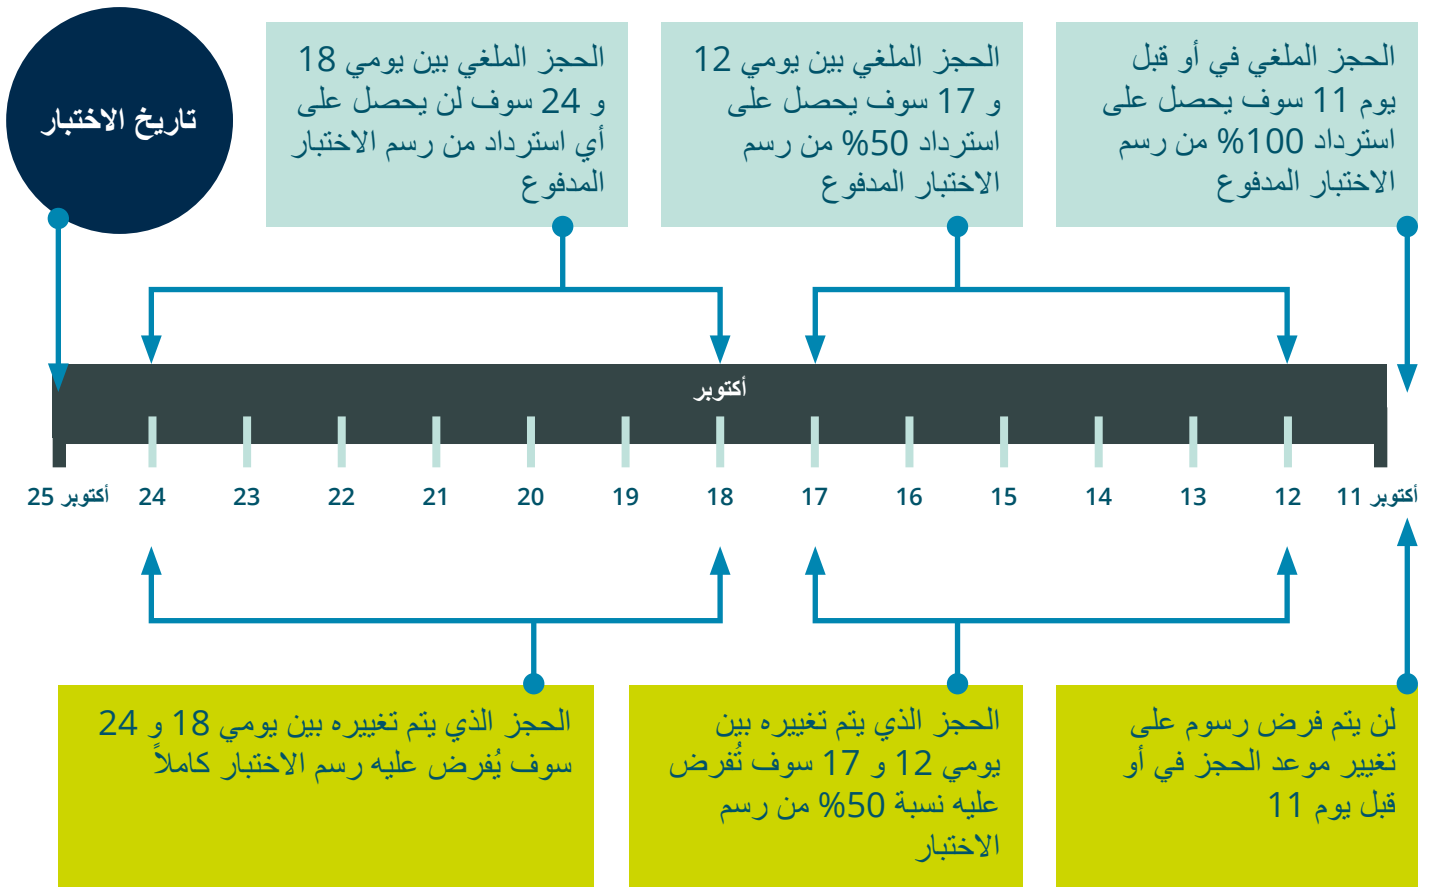 الحجز الملغي في أو قبل
يوم 11 سوف يحصل على
استرداد 100% من رسم
الاختبار المدفوع
الحجز الملغي بين يومي 12
و 17 سوف يحصل على
استرداد 50% من رسم
الاختبار المدفوع
الحجز الملغي بين يومي 18
و 24 سوف لن يحصل على
أي استرداد من رسم الاختبار
المدفوع
تاريخ الاختبار
أكتوبر
أكتوبر 11
12
13
14
15
16
17
18
19
20
21
22
23
24
أكتوبر 25
لن يتم فرض رسوم على
تغيير موعد الحجز في أو
قبل يوم 11
الحجز الذي يتم تغييره بين
يومي 12 و 17 سوف تُفرض
عليه نسبة 50% من رسم
الاختبار
الحجز الذي يتم تغييره بين يومي 18 و 24
سوف يُفرض عليه رسم الاختبار كاملاً